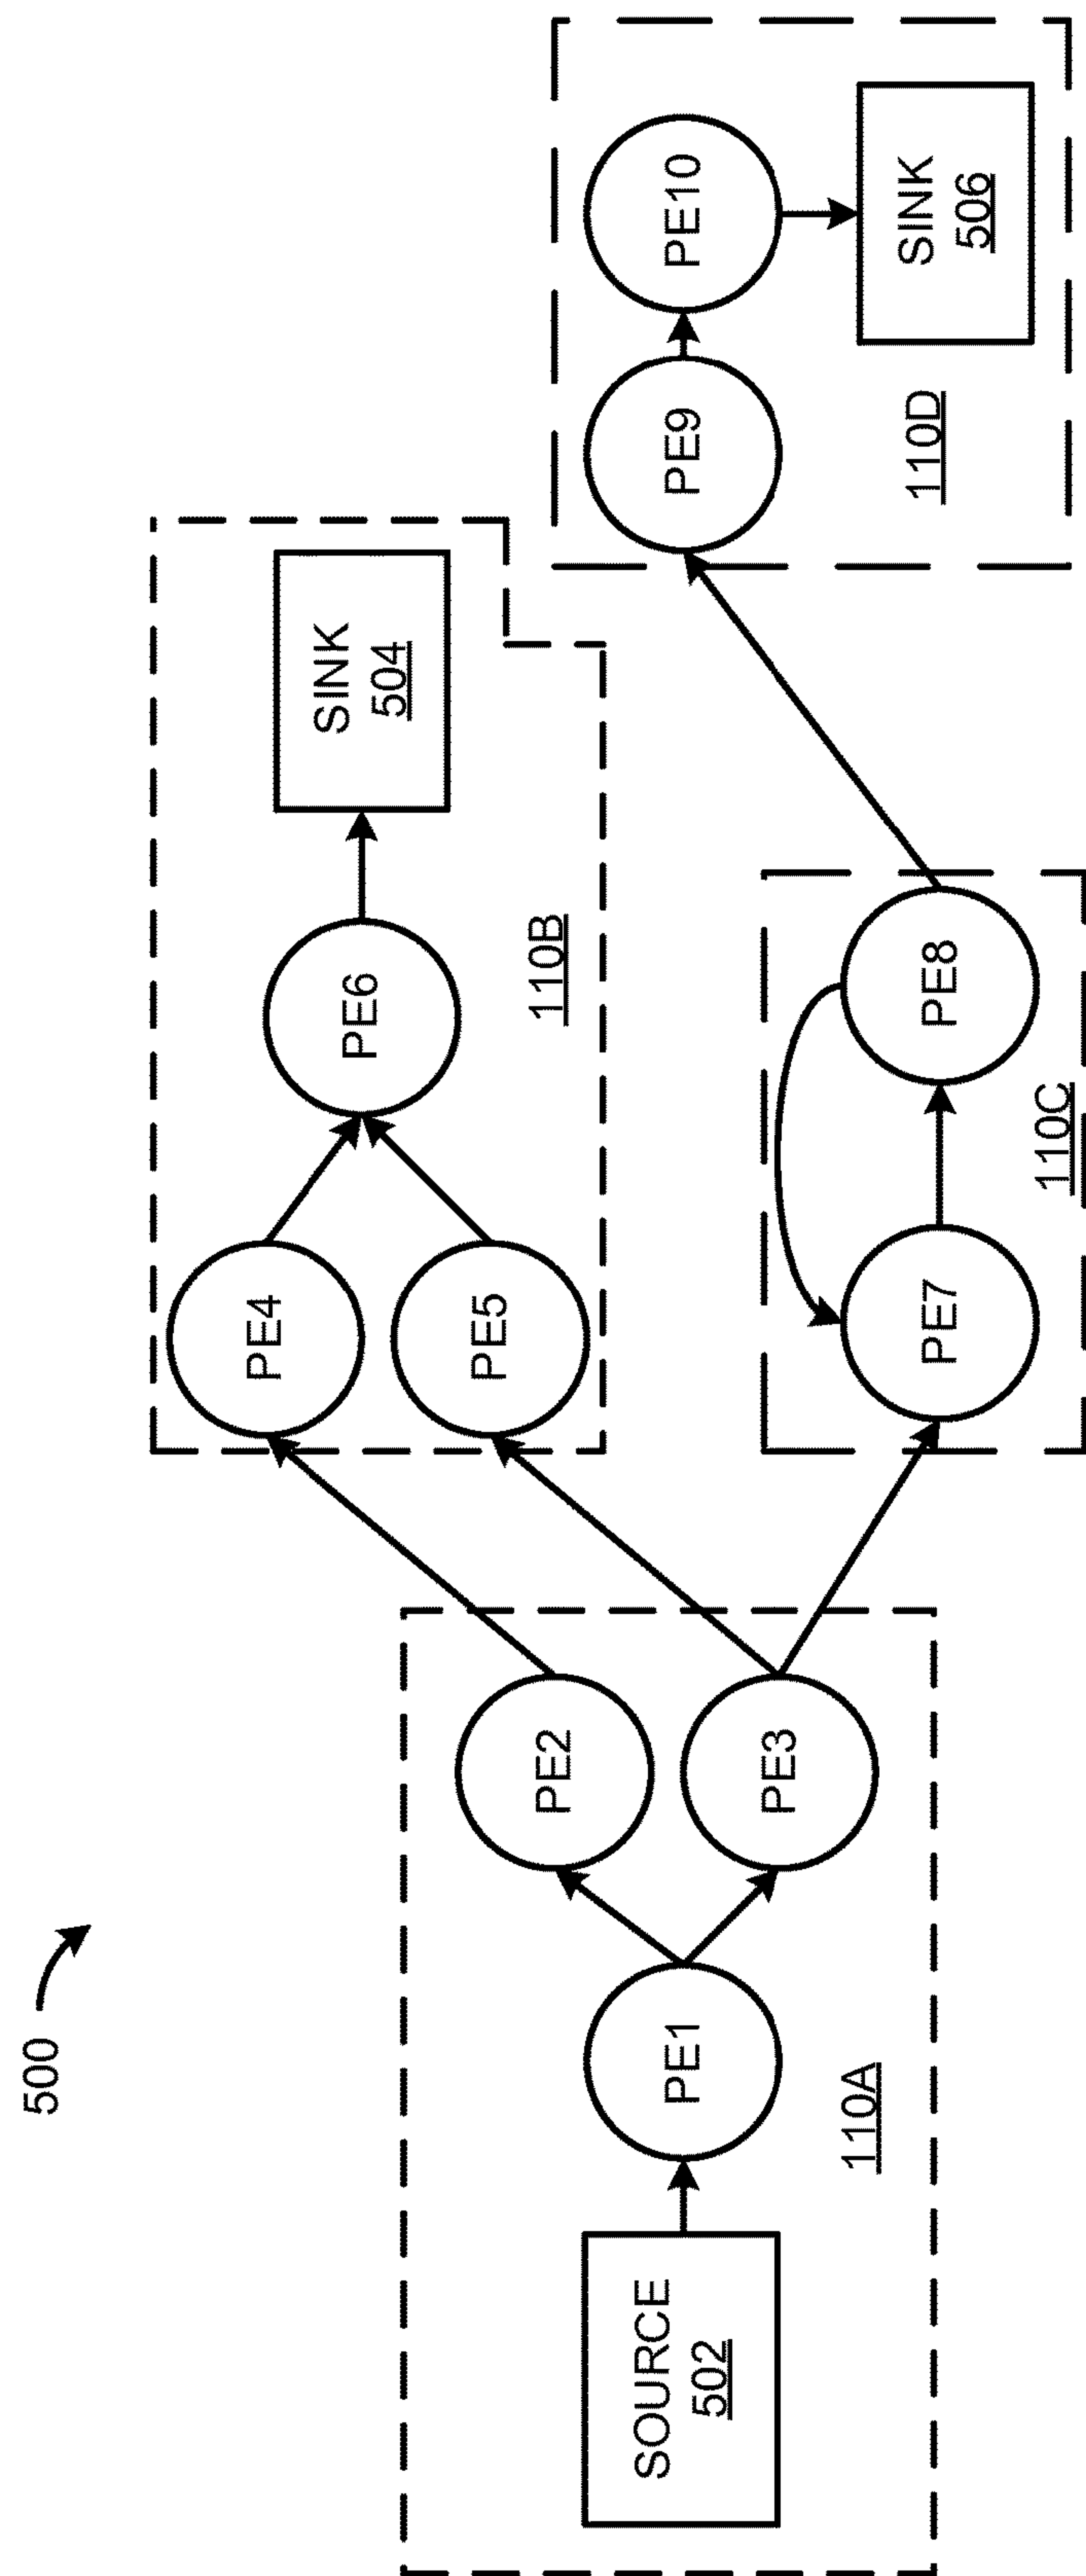 500
SOURCE
502
PE1
110A
PE2
PE3
PE4
PE5
PE6
110B
SINK
504
PE7
PE8
110C
PE9
PE10
110D
SINK
506